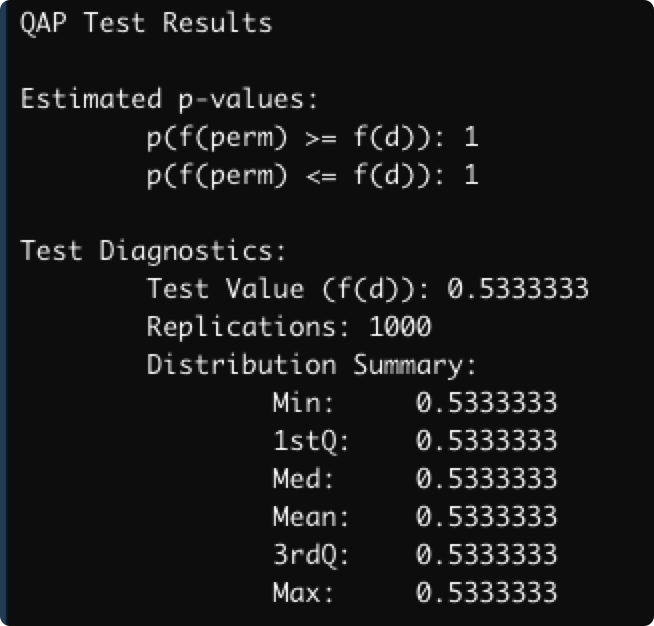 QAP Test Results
Estimated p-values:
p(f(perm) >= f(d)): 1
p(f(perm) <= f(d)): 1
Test Diagnostics:
Test Value (f(d)): 0.5333333
Replications: 1000
Distribution Summary:
Min: 0.5333333
1stQ: 0.5333333
Med: 0.5333333
Mean: 0.5333333
3rdQ: 0.5333333
Max: 0.5333333